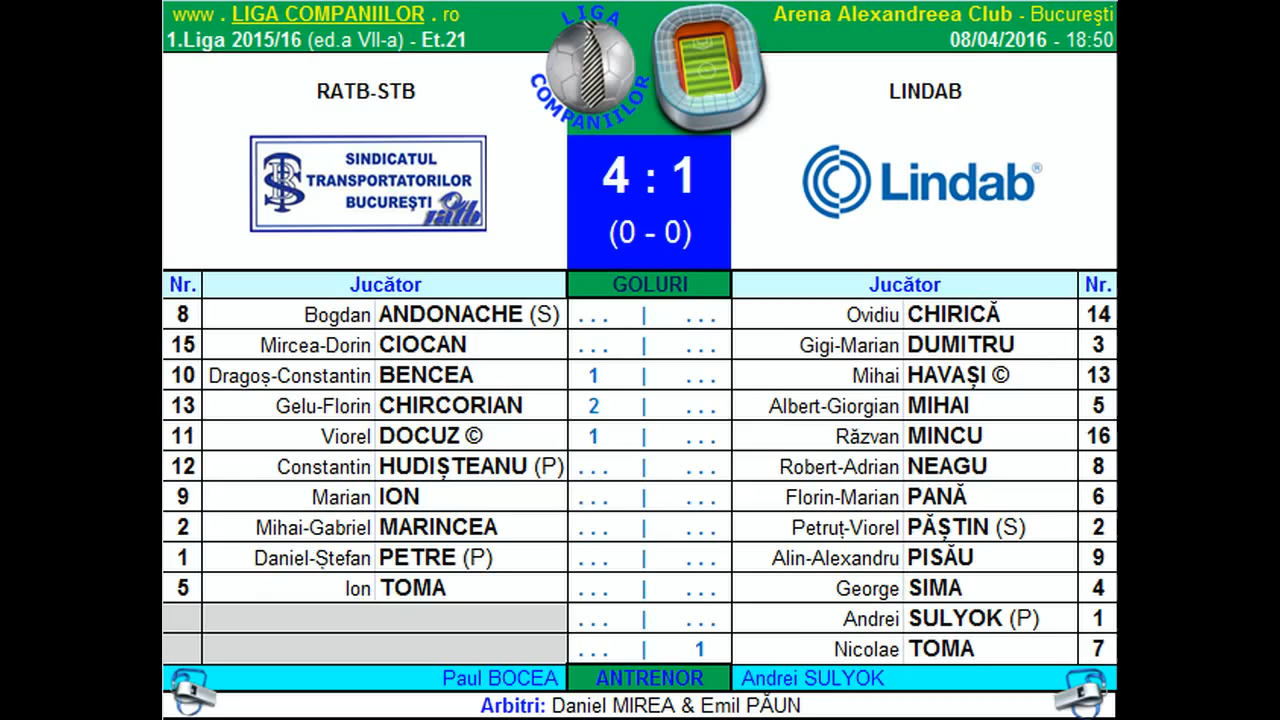 www . LIGA COMPANIILOR . ro
Arena Alexandreea Club - Bucureşti
1.Liga 2015/16 (ed.a VII-a) - Et.21
08/04/2016 - 18:50
LIGA COMPANIILOR
RATB-STB
LINDAB
SINDICATUL
TRANSPORTATORILOR
BUCUREŞTI ratb
Lindab®
4 : 1
(0 - 0)
Nr. Jucător GOLURI Jucător Nr.
8 Bogdan ANDONACHE (S) ... | ... Ovidiu CHIRICĂ 14
15 Mircea-Dorin CIOCAN ... | ... Gigi-Marian DUMITRU 3
10 Dragoș-Constantin BENCEA 1 | ... Mihai HAVAȘI © 13
13 Gelu-Florin CHIRCORIAN 2 | ... Albert-Giorgian MIHAI 5
11 Viorel DOCUZ © 1 | ... Răzvan MINCU 16
12 Constantin HUDIȘTEANU (P) ... | ... Robert-Adrian NEAGU 8
9 Marian ION ... | ... Florin-Marian PANĂ 6
2 Mihai-Gabriel MARINCEA ... | ... Petruț-Viorel PĂȘTIN (S) 2
1 Daniel-Ștefan PETRE (P) ... | ... Alin-Alexandru PISĂU 9
5 Ion TOMA ... | ... George SIMA 4
... | ... Andrei SULYOK (P) 1
... | 1 Nicolae TOMA 7
Paul BOCEA ANTRENOR Andrei SULYOK
Arbitri: Daniel MIREA & Emil PĂUN